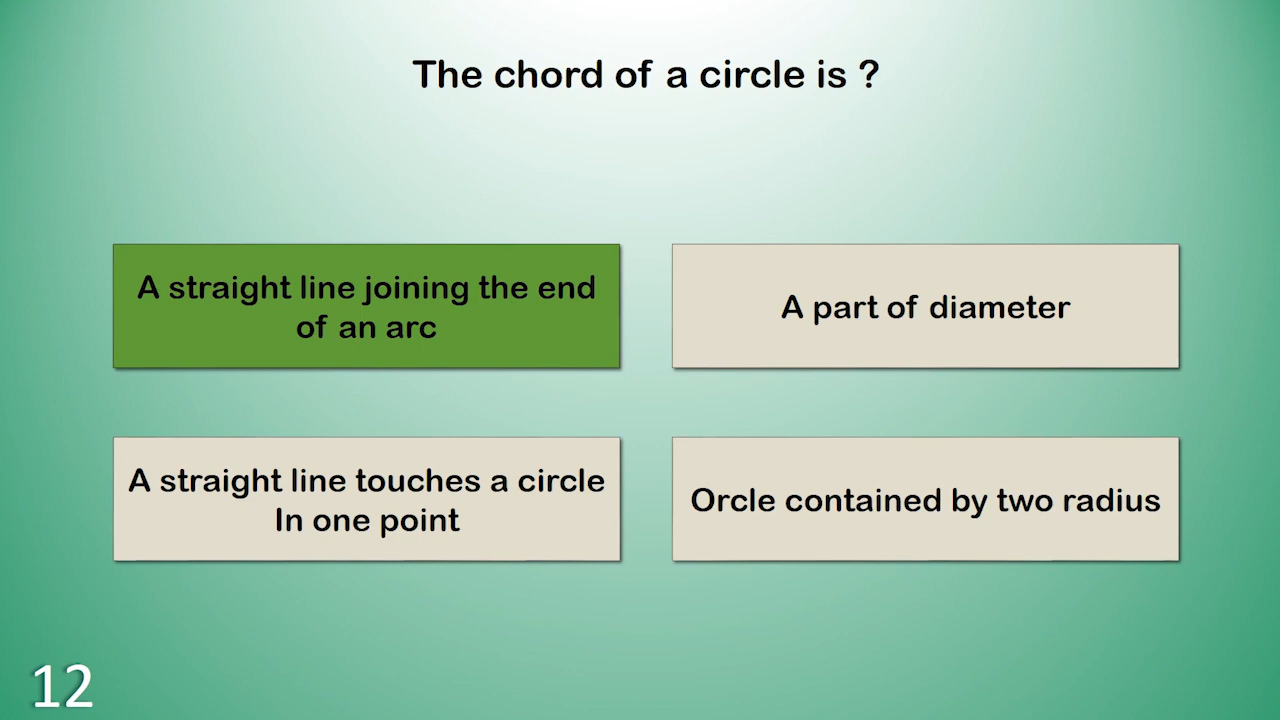 The chord of a circle is ?
A straight line joining the end
of an arc
A part of diameter
A straight line touches a circle
In one point
Orcle contained by two radius
12